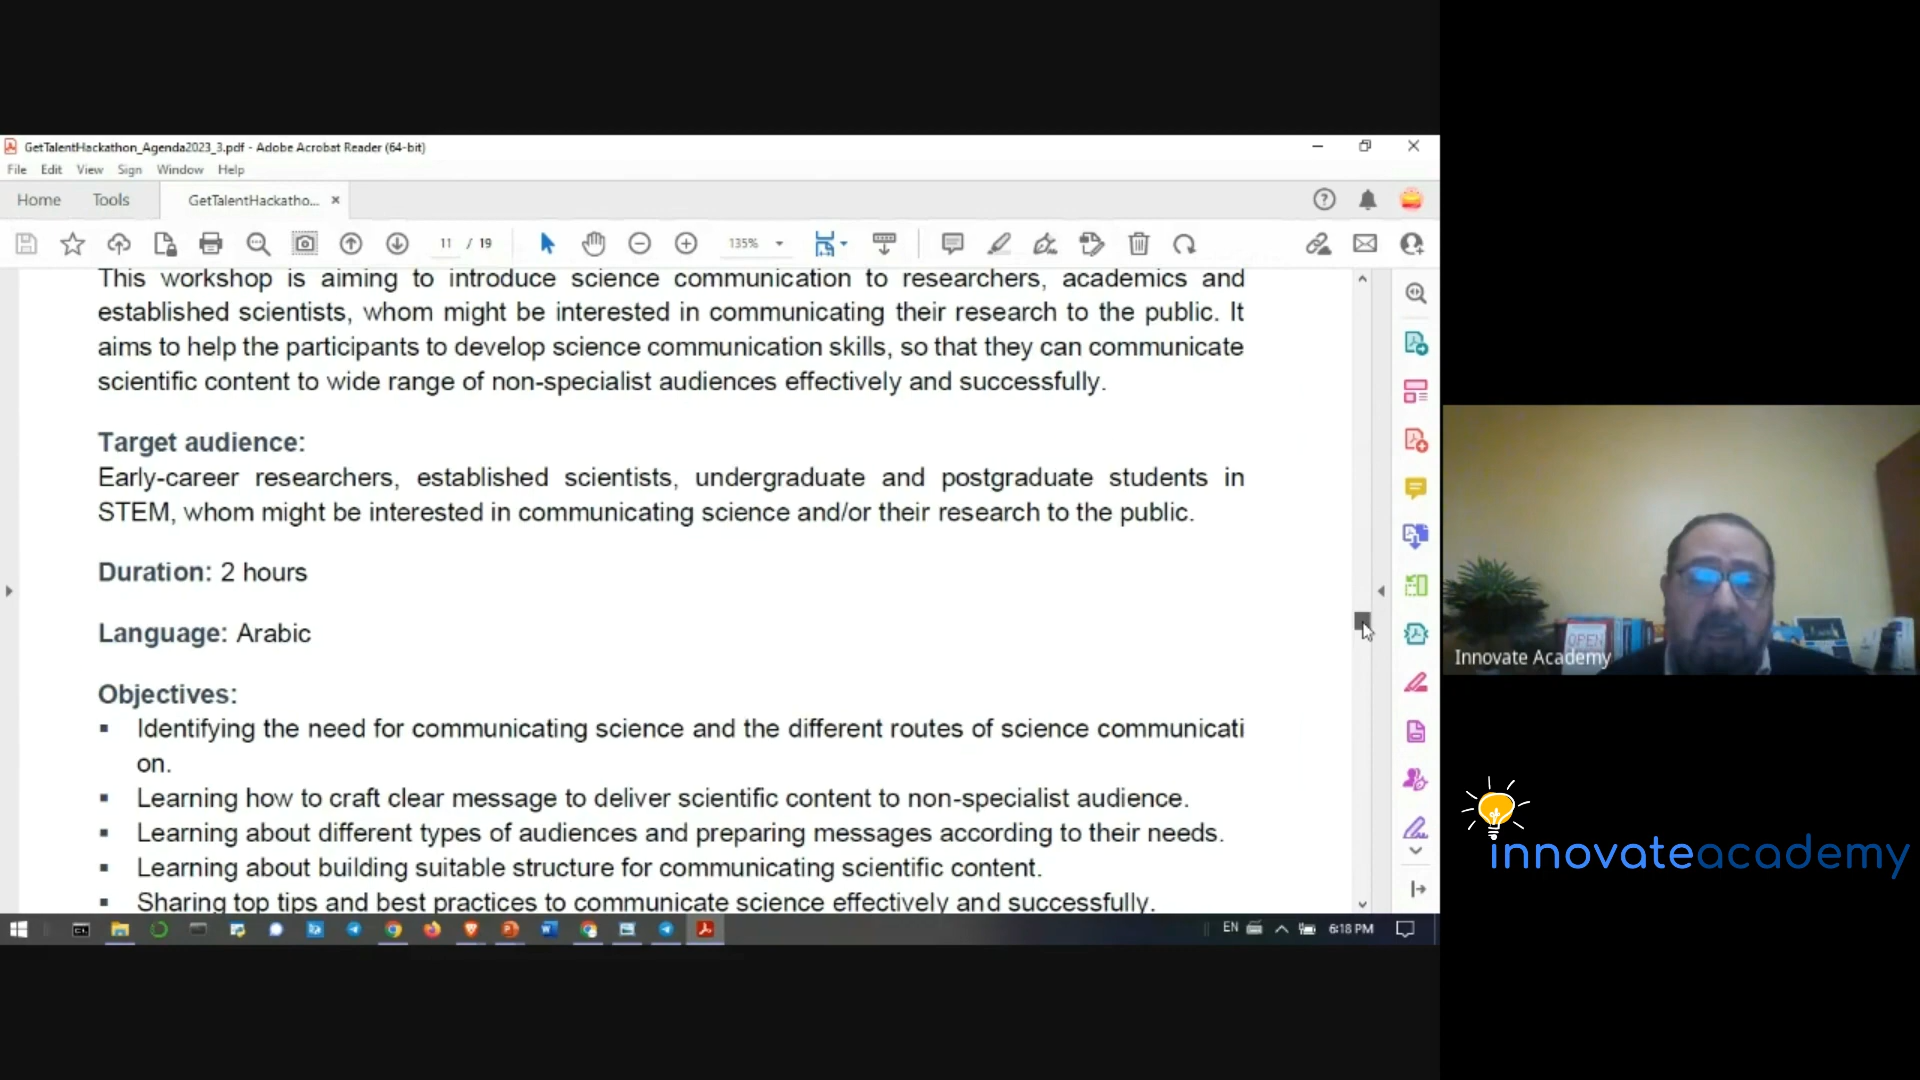 GetTalentHackathon_Agenda2023_3.pdf - Adobe Acrobat Reader (64-bit)
File Edit View Sign Window Help
Home Tools GetTalentHackatho... ×
11 / 19 135%
This workshop is aiming to introduce science communication to researchers, academics and
established scientists, whom might be interested in communicating their research to the public. It
aims to help the participants to develop science communication skills, so that they can communicate
scientific content to wide range of non-specialist audiences effectively and successfully.
Target audience:
Early-career researchers, established scientists, undergraduate and postgraduate students in
STEM, whom might be interested in communicating science and/or their research to the public.
Duration: 2 hours
Language: Arabic
Objectives:
▪ Identifying the need for communicating science and the different routes of science communicati
on.
▪ Learning how to craft clear message to deliver scientific content to non-specialist audience.
▪ Learning about different types of audiences and preparing messages according to their needs.
▪ Learning about building suitable structure for communicating scientific content.
▪ Sharing top tips and best practices to communicate science effectively and successfully.
EN 6:18 PM
OPEN
Innovate Academy
innovateacademy